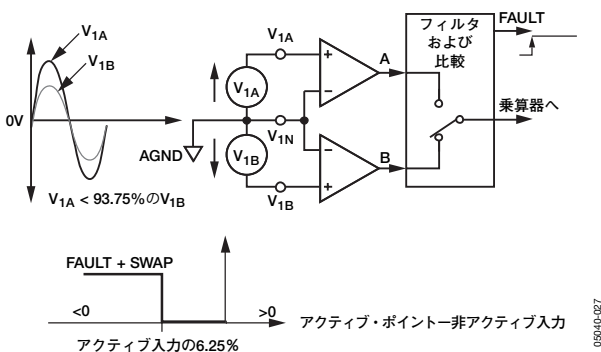 V1A
V1B
0V
V1A < 93.75%のV1B
V1A
V1A
V1N
AGND
V1B
V1B
A
B
フィルタ
および
比較
FAULT
乗算器へ
FAULT + SWAP
<0
>0
アクティブ・ポイントー非アクティブ入力
アクティブ入力の6.25%
05040-027